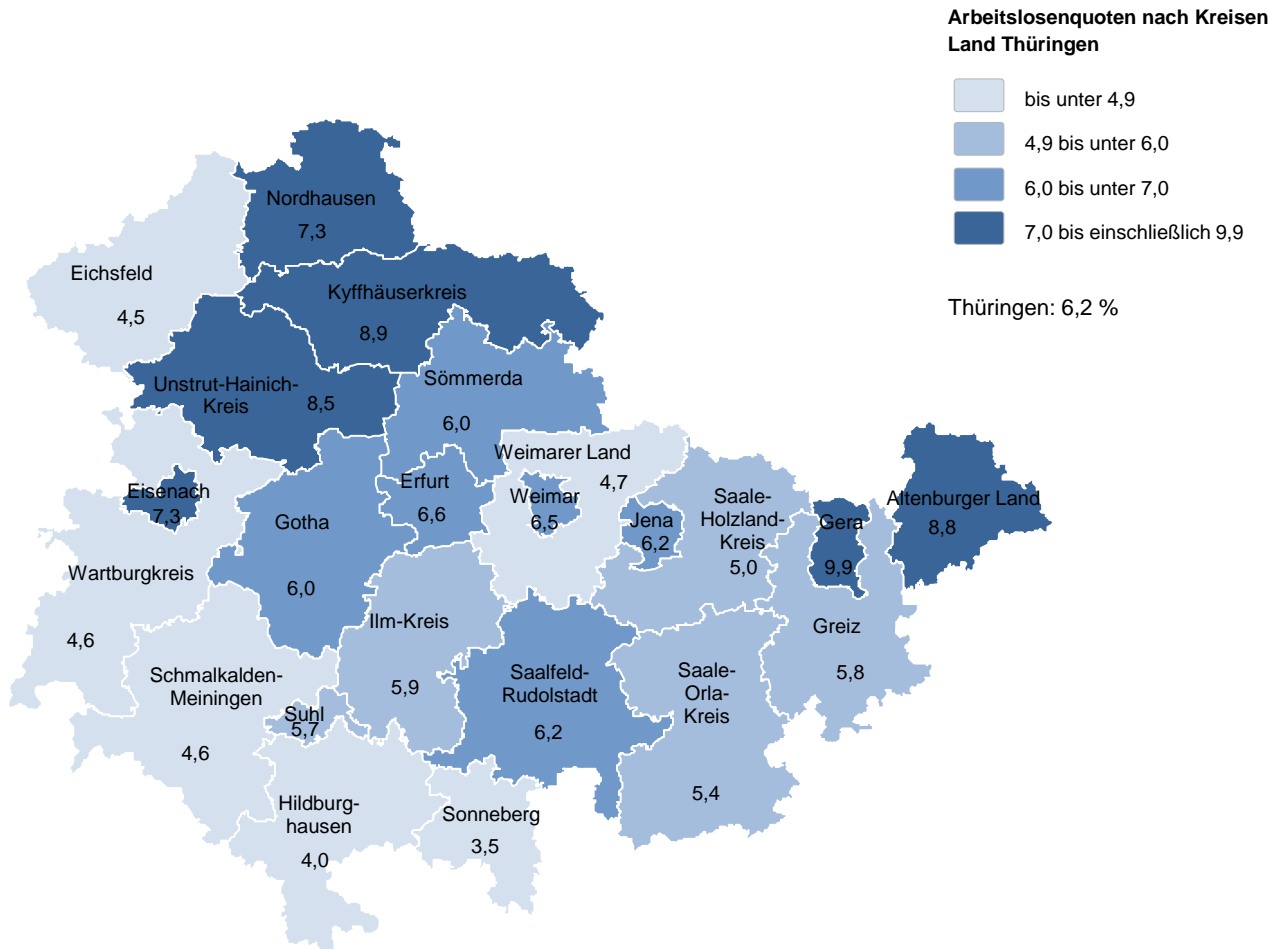 Arbeitslosenquoten nach Kreisen
Land Thüringen
bis unter 4,9
4,9 bis unter 6,0
6,0 bis unter 7,0
7,0 bis einschließlich 9,9
Thüringen: 6,2 %
Nordhausen
7,3
Eichsfeld
4,5
Kyffhäuserkreis
8,9
Unstrut-Hainich-
Kreis
8,5
Sömmerda
6,0
Weimarer Land
4,7
Eisenach
7,3
Gotha
6,0
Erfurt
6,6
Weimar
6,5
Jena
6,2
Saale-
Holzland-
Kreis
5,0
Gera
9,9
Altenburger Land
8,8
Wartburgkreis
4,6
Ilm-Kreis
5,9
Greiz
5,8
Schmalkalden-
Meiningen
4,6
Suhl
5,7
Saalfeld-
Rudolstadt
6,2
Saale-
Orla-
Kreis
5,4
Hildburg-
hausen
4,0
Sonneberg
3,5